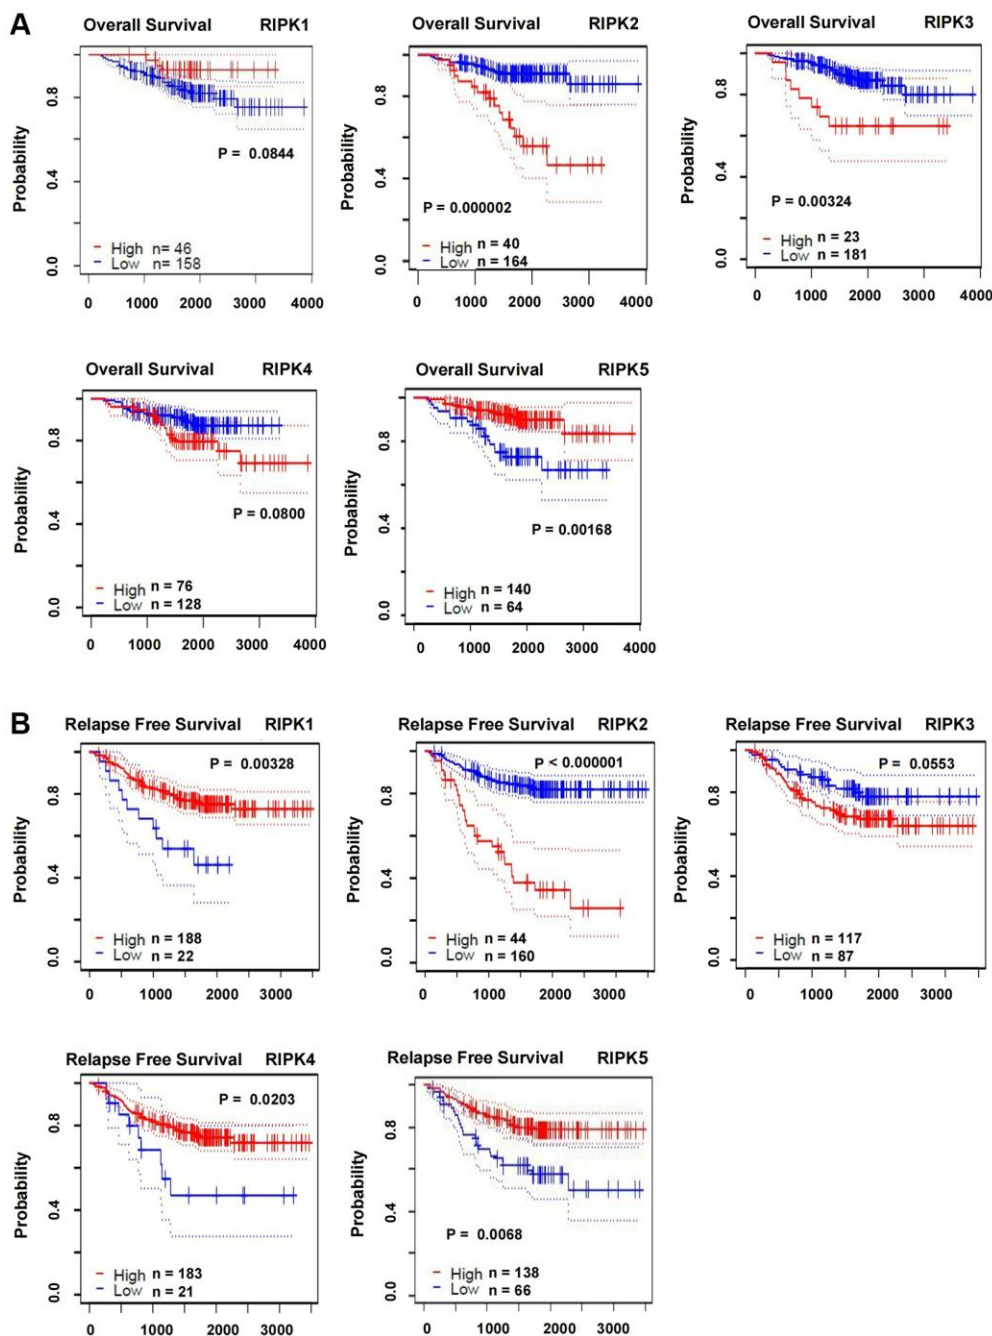 A
Overall Survival RIPK1
Probability
0.8
0.4
0.0
P = 0.0844
High n= 46
Low n= 158
0 1000 2000 3000 4000
Overall Survival RIPK2
Probability
0.8
0.4
0.0
P = 0.000002
High n = 40
Low n = 164
0 1000 2000 3000 4000
Overall Survival RIPK3
Probability
0.8
0.4
0.0
P = 0.00324
High n = 23
Low n = 181
0 1000 2000 3000 4000
Overall Survival RIPK4
Probability
0.8
0.4
0.0
P = 0.0800
High n = 76
Low n = 128
0 1000 2000 3000 4000
Overall Survival RIPK5
Probability
0.8
0.4
0.0
P = 0.00168
High n = 140
Low n = 64
0 1000 2000 3000 4000
B
Relapse Free Survival RIPK1
Probability
0.8
0.4
0.0
P = 0.00328
High n = 188
Low n = 22
0 1000 2000 3000
Relapse Free Survival RIPK2
Probability
0.8
0.4
0.0
P < 0.000001
High n = 44
Low n = 160
0 1000 2000 3000
Relapse Free Survival RIPK3
Probability
0.8
0.4
0.0
P = 0.0553
High n = 117
Low n = 87
0 1000 2000 3000
Relapse Free Survival RIPK4
Probability
0.8
0.4
0.0
P = 0.0203
High n = 183
Low n = 21
0 1000 2000 3000
Relapse Free Survival RIPK5
Probability
0.8
0.4
0.0
P = 0.0068
High n = 138
Low n = 66
0 1000 2000 3000